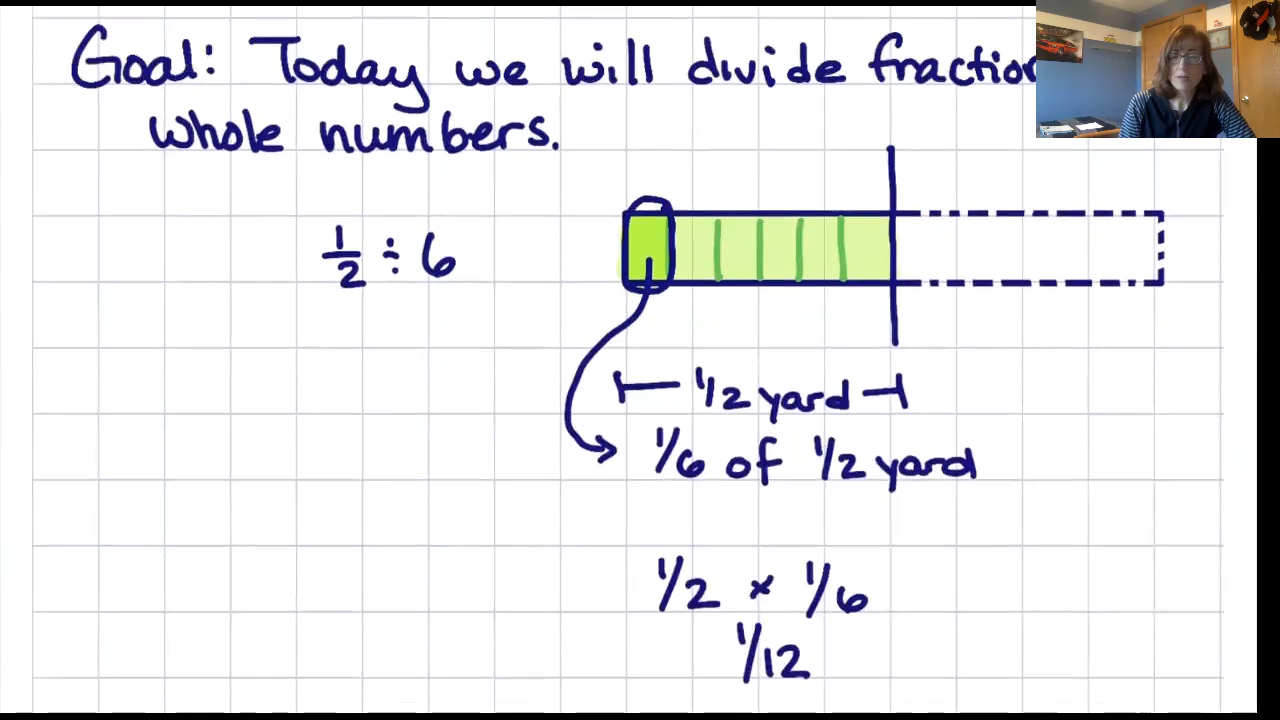 Goal: Today we will divide fraction
whole numbers.
1/2 ÷ 6
1/2 yard
1/6 of 1/2 yard
1/2 × 1/6
1/12